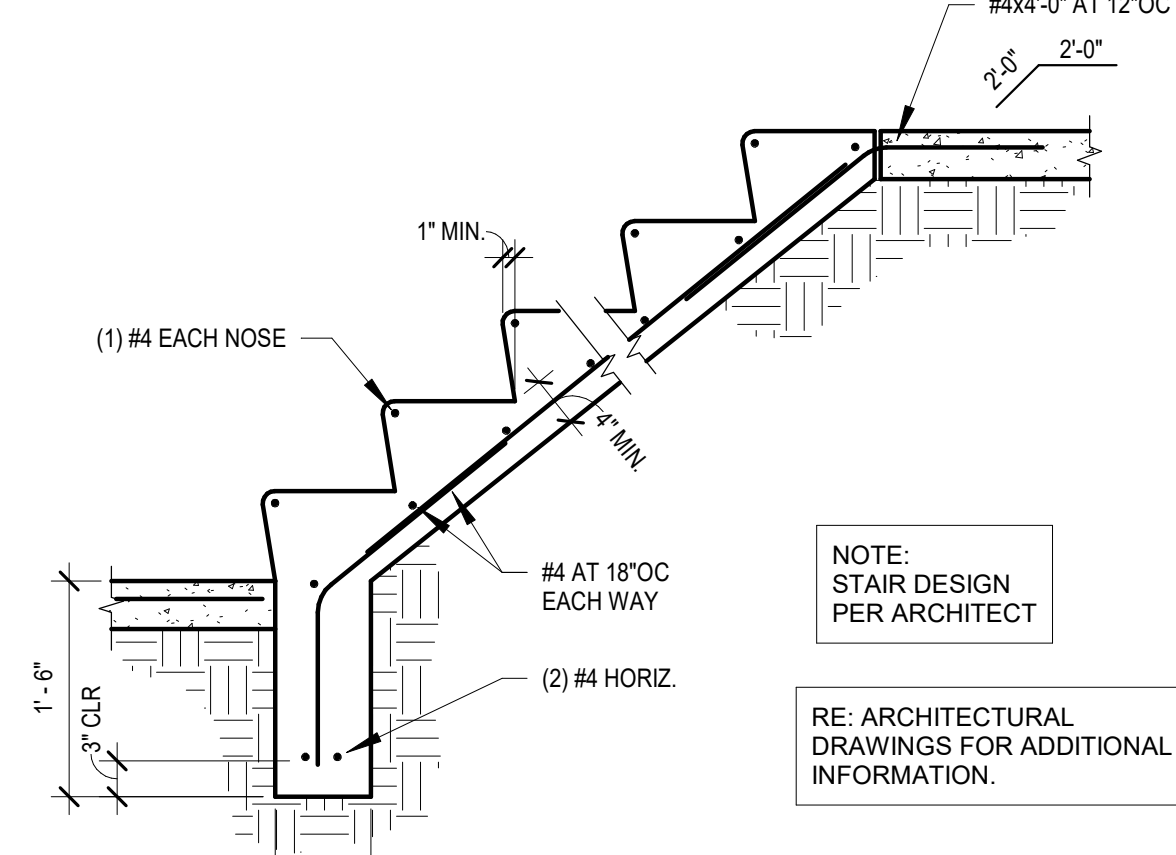 #4x4'-0" AT 12"OC
2'-0"
2'-0"
1" MIN.
(1) #4 EACH NOSE
4" MIN.
#4 AT 18"OC
EACH WAY
NOTE:
STAIR DESIGN
PER ARCHITECT
1' - 6"
3" CLR
(2) #4 HORIZ.
RE: ARCHITECTURAL
DRAWINGS FOR ADDITIONAL
INFORMATION.